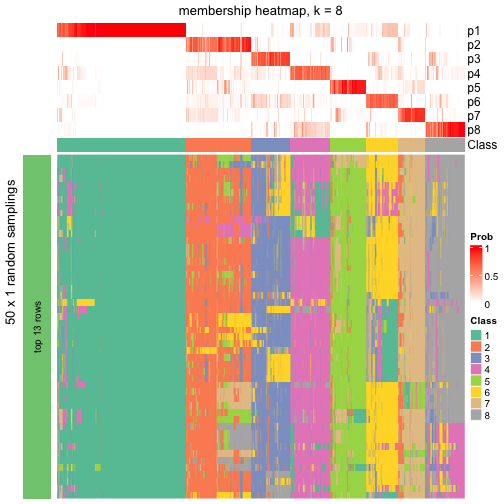 membership heatmap, k = 8
p1
p2
p3
p4
p5
p6
p7
p8
Class
50 x 1 random samplings
top 13 rows
Prob
1
0.5
0
Class
1
2
3
4
5
6
7
8